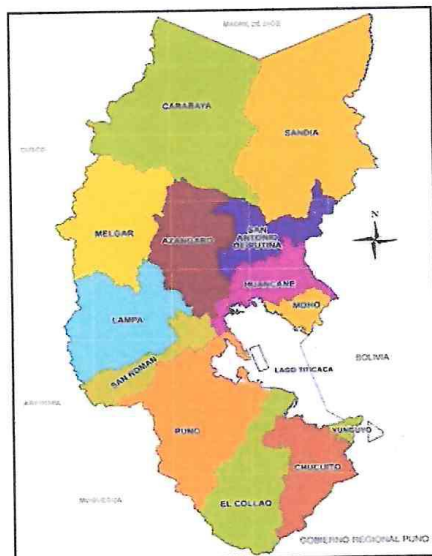 MADRE DE DIOS
CARABAYA
SANDIA
CUSCO
N
MELGAR
AZANGARO
SAN
ANTONIO
DE PUTINA
HUANCANE
MOHO
LAMPA
BOLIVIA
LAGO TITICACA
SAN ROMAN
AREQUIPA
PUNO
YUNGUYO
CHUCUITO
EL COLLAO
MOQUEGUA
GOBIERNO REGIONAL PUNO